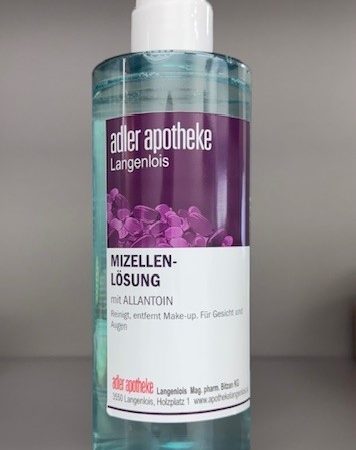 adler apotheke
Langenlois
MIZELLEN-
LÖSUNG
mit ALLANTOIN
Reinigt, entfernt Make-up. Für Gesicht und
Augen
adler apotheke Langenlois Mag. pharm. Bitzan KG
3550 Langenlois, Holzplatz 1